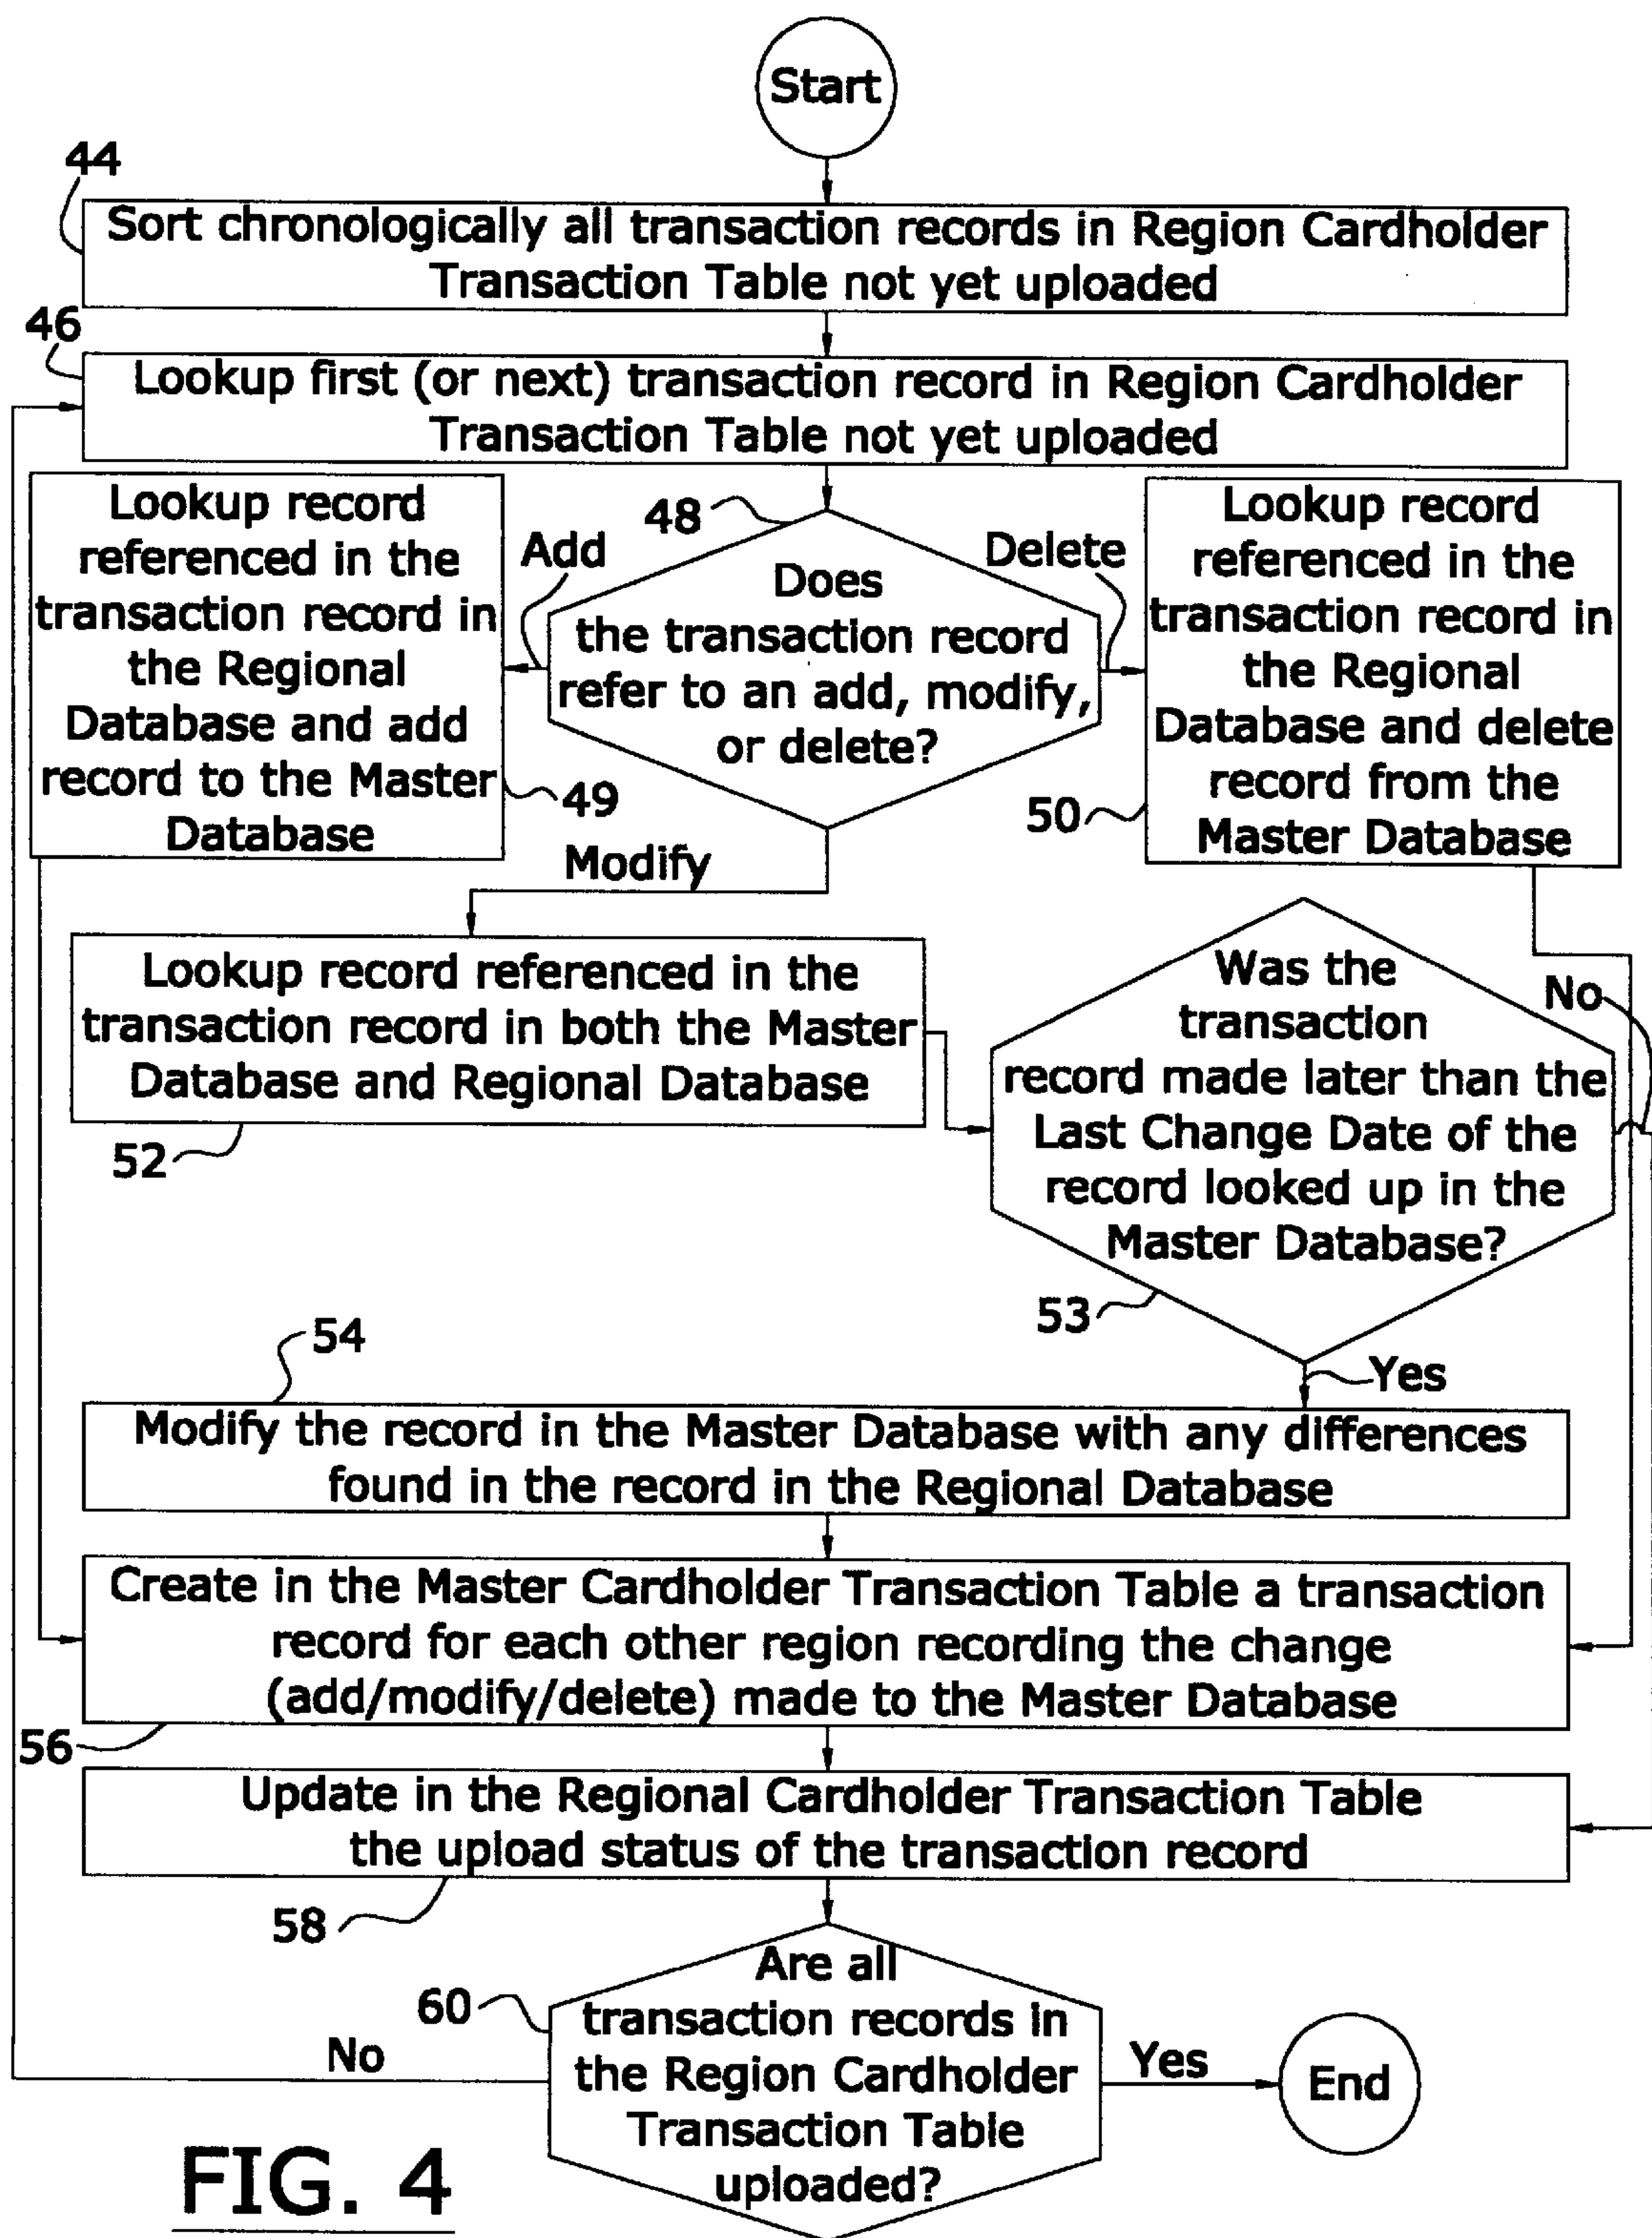 Start
44
Sort chronologically all transaction records in Region Cardholder
Transaction Table not yet uploaded
46
Lookup first (or next) transaction record in Region Cardholder
Transaction Table not yet uploaded
Lookup record
referenced in the
transaction record in
the Regional
Database and add
record to the Master
Database
49
Add
48
Does
the transaction record
refer to an add, modify,
or delete?
Delete
Lookup record
referenced in the
transaction record in
the Regional
Database and delete
record from the
Master Database
50
Modify
Lookup record referenced in the
transaction record in both the Master
Database and Regional Database
52
Was the
transaction
record made later than the
Last Change Date of the
record looked up in the
Master Database?
No
53
Yes
54
Modify the record in the Master Database with any differences
found in the record in the Regional Database
Create in the Master Cardholder Transaction Table a transaction
record for each other region recording the change
(add/modify/delete) made to the Master Database
56
Update in the Regional Cardholder Transaction Table
the upload status of the transaction record
58
60
Are all
transaction records in
the Region Cardholder
Transaction Table
uploaded?
No
Yes
End
FIG. 4